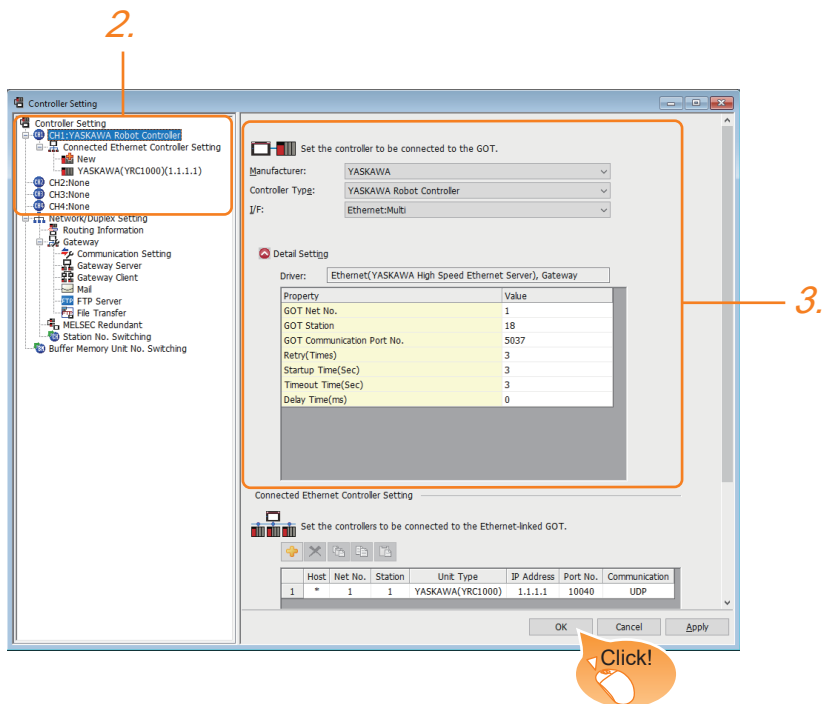 2.
Controller Setting
Controller Setting
CH1:YASKAWA Robot Controller
Connected Ethernet Controller Setting
New
YASKAWA(YRC1000)(1.1.1.1)
CH2:None
CH3:None
CH4:None
Network/Duplex Setting
Routing Information
Gateway
Communication Setting
Gateway Server
Gateway Client
Mail
FTP Server
File Transfer
MELSEC Redundant
Station No. Switching
Buffer Memory Unit No. Switching
Set the controller to be connected to the GOT.
Manufacturer: YASKAWA
Controller Type: YASKAWA Robot Controller
I/F: Ethernet:Multi
Detail Setting
Driver: Ethernet(YASKAWA High Speed Ethernet Server), Gateway
Property Value
GOT Net No. 1
GOT Station 18
GOT Communication Port No. 5037
Retry(Times) 3
Startup Time(Sec) 3
Timeout Time(Sec) 3
Delay Time(ms) 0
3.
Connected Ethernet Controller Setting
Set the controllers to be connected to the Ethernet-linked GOT.
Host Net No. Station Unit Type IP Address Port No. Communication
1 * 1 1 YASKAWA(YRC1000) 1.1.1.1 10040 UDP
OK Cancel Apply
Click!